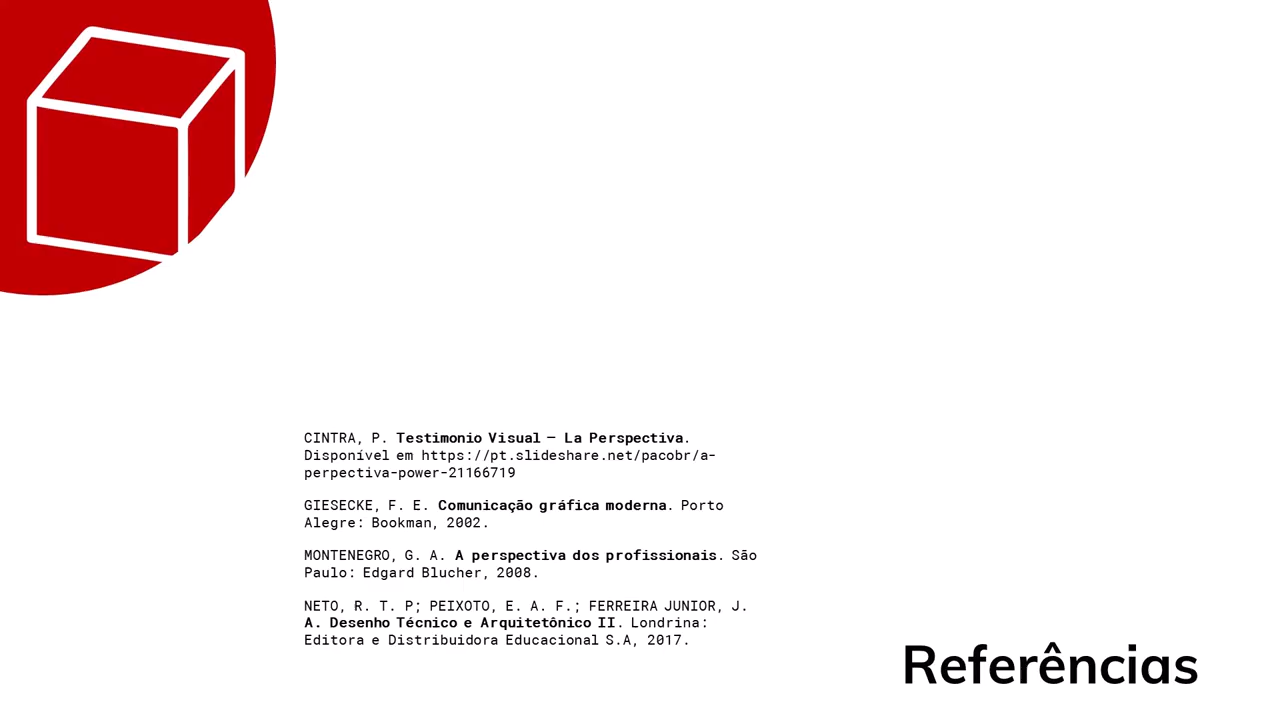 CINTRA, P. Testimonio Visual – La Perspectiva.
Disponível em https://pt.slideshare.net/pacobr/a-
perpectiva-power-21166719
GIESECKE, F. E. Comunicação gráfica moderna. Porto
Alegre: Bookman, 2002.
MONTENEGRO, G. A. A perspectiva dos profissionais. São
Paulo: Edgard Blucher, 2008.
NETO, R. T. P; PEIXOTO, E. A. F.; FERREIRA JUNIOR, J.
A. Desenho Técnico e Arquitetônico II. Londrina:
Editora e Distribuidora Educacional S.A, 2017.
Referências